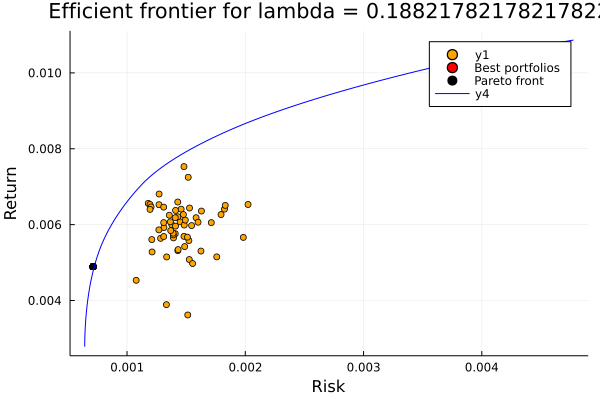 Efficient frontier for lambda = 0.1882178217821782
y1
Best portfolios
Pareto front
y4
0.010
0.008
0.006
0.004
Return
0.001
0.002
0.003
0.004
Risk